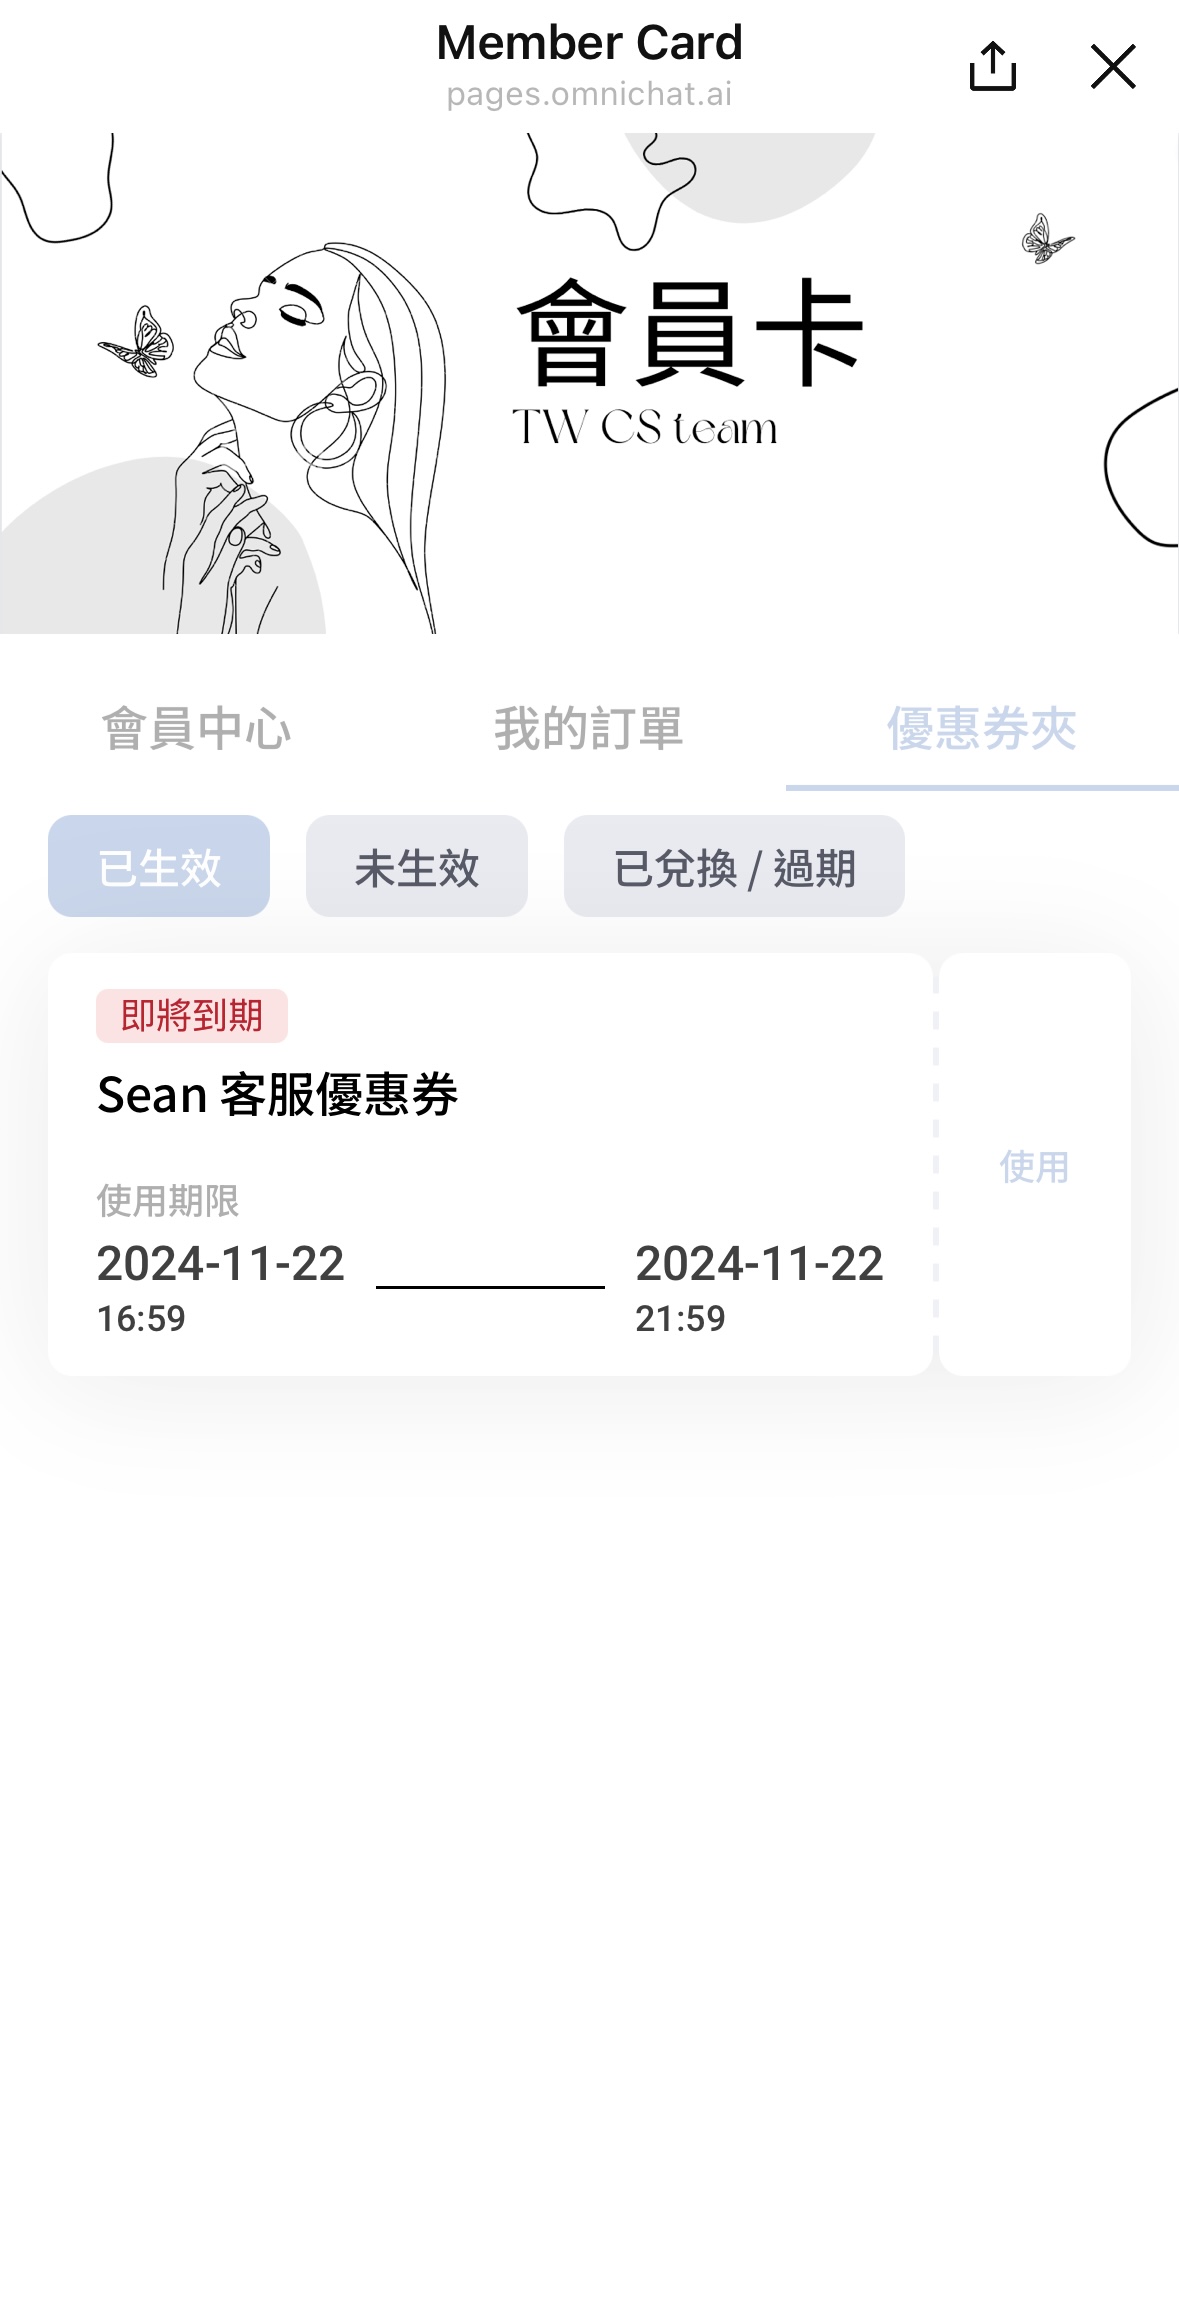 Member Card
pages.omnichat.ai
會員卡
TW CS team
會員中心 我的訂單 優惠券夾
已生效 未生效 已兌換 / 過期
即將到期
Sean 客服優惠券
使用
使用期限
2024-11-22 2024-11-22
16:59 21:59